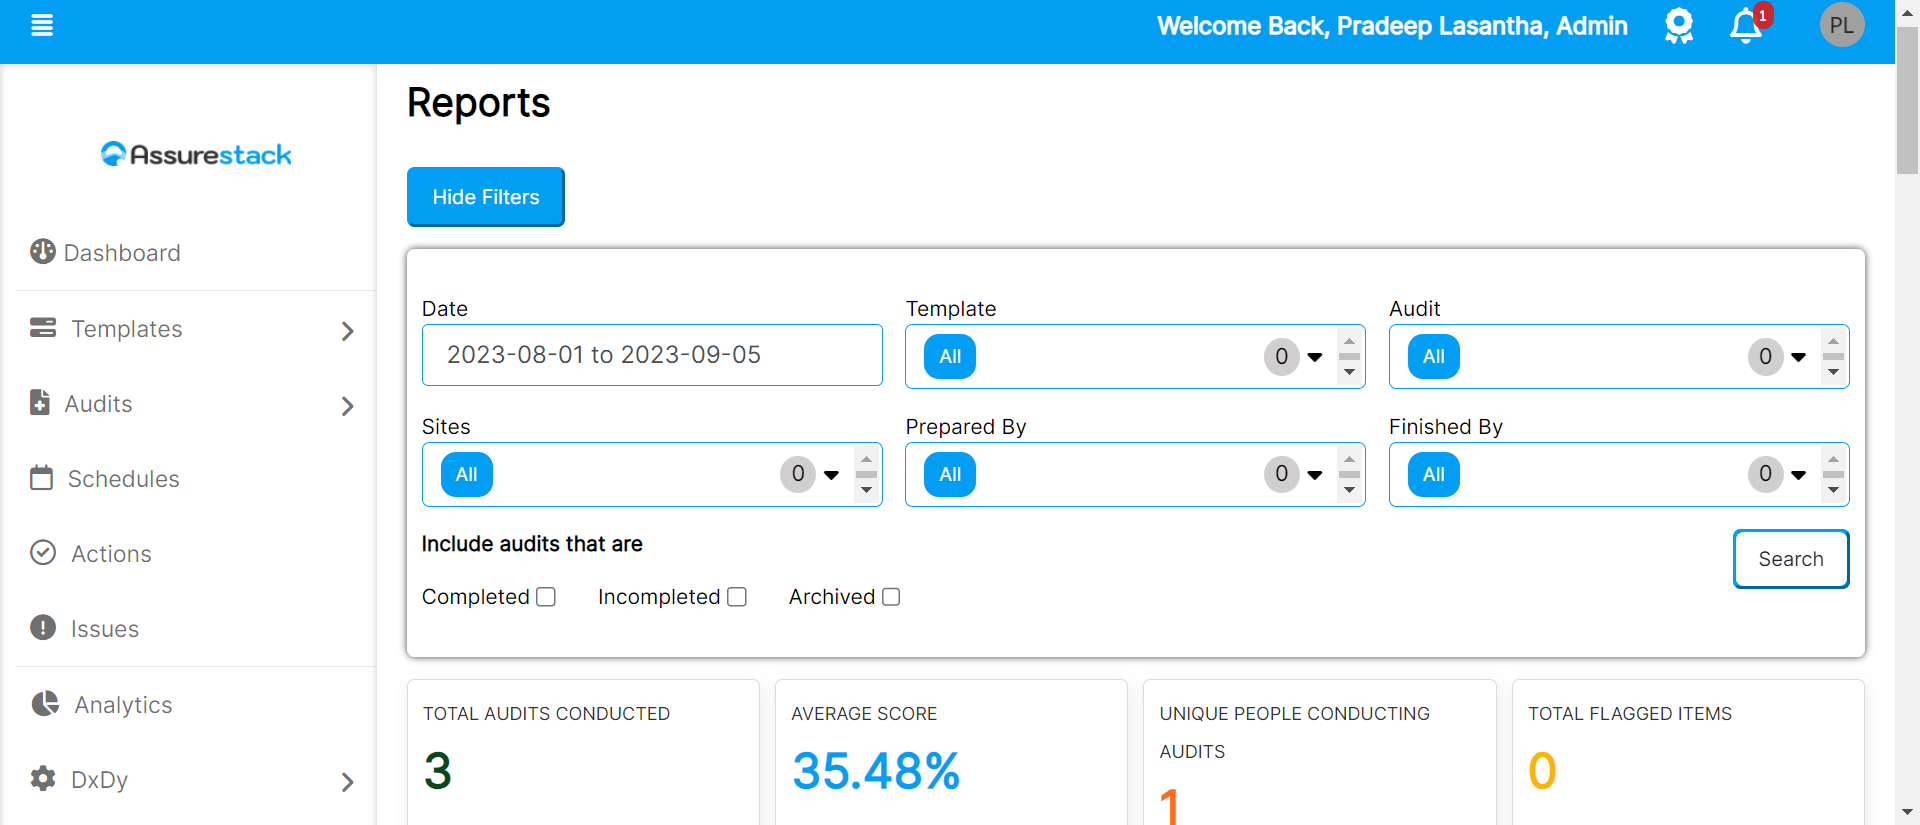 Welcome Back, Pradeep Lasantha, Admin
1
PL
Assurestack
Dashboard
Templates
Audits
Schedules
Actions
Issues
Analytics
DxDy
Reports
Hide Filters
Date
2023-08-01 to 2023-09-05
Template
All 0
Audit
All 0
Sites
All 0
Prepared By
All 0
Finished By
All 0
Include audits that are
Completed
Incompleted
Archived
Search
TOTAL AUDITS CONDUCTED
3
AVERAGE SCORE
35.48%
UNIQUE PEOPLE CONDUCTING
AUDITS
1
TOTAL FLAGGED ITEMS
0